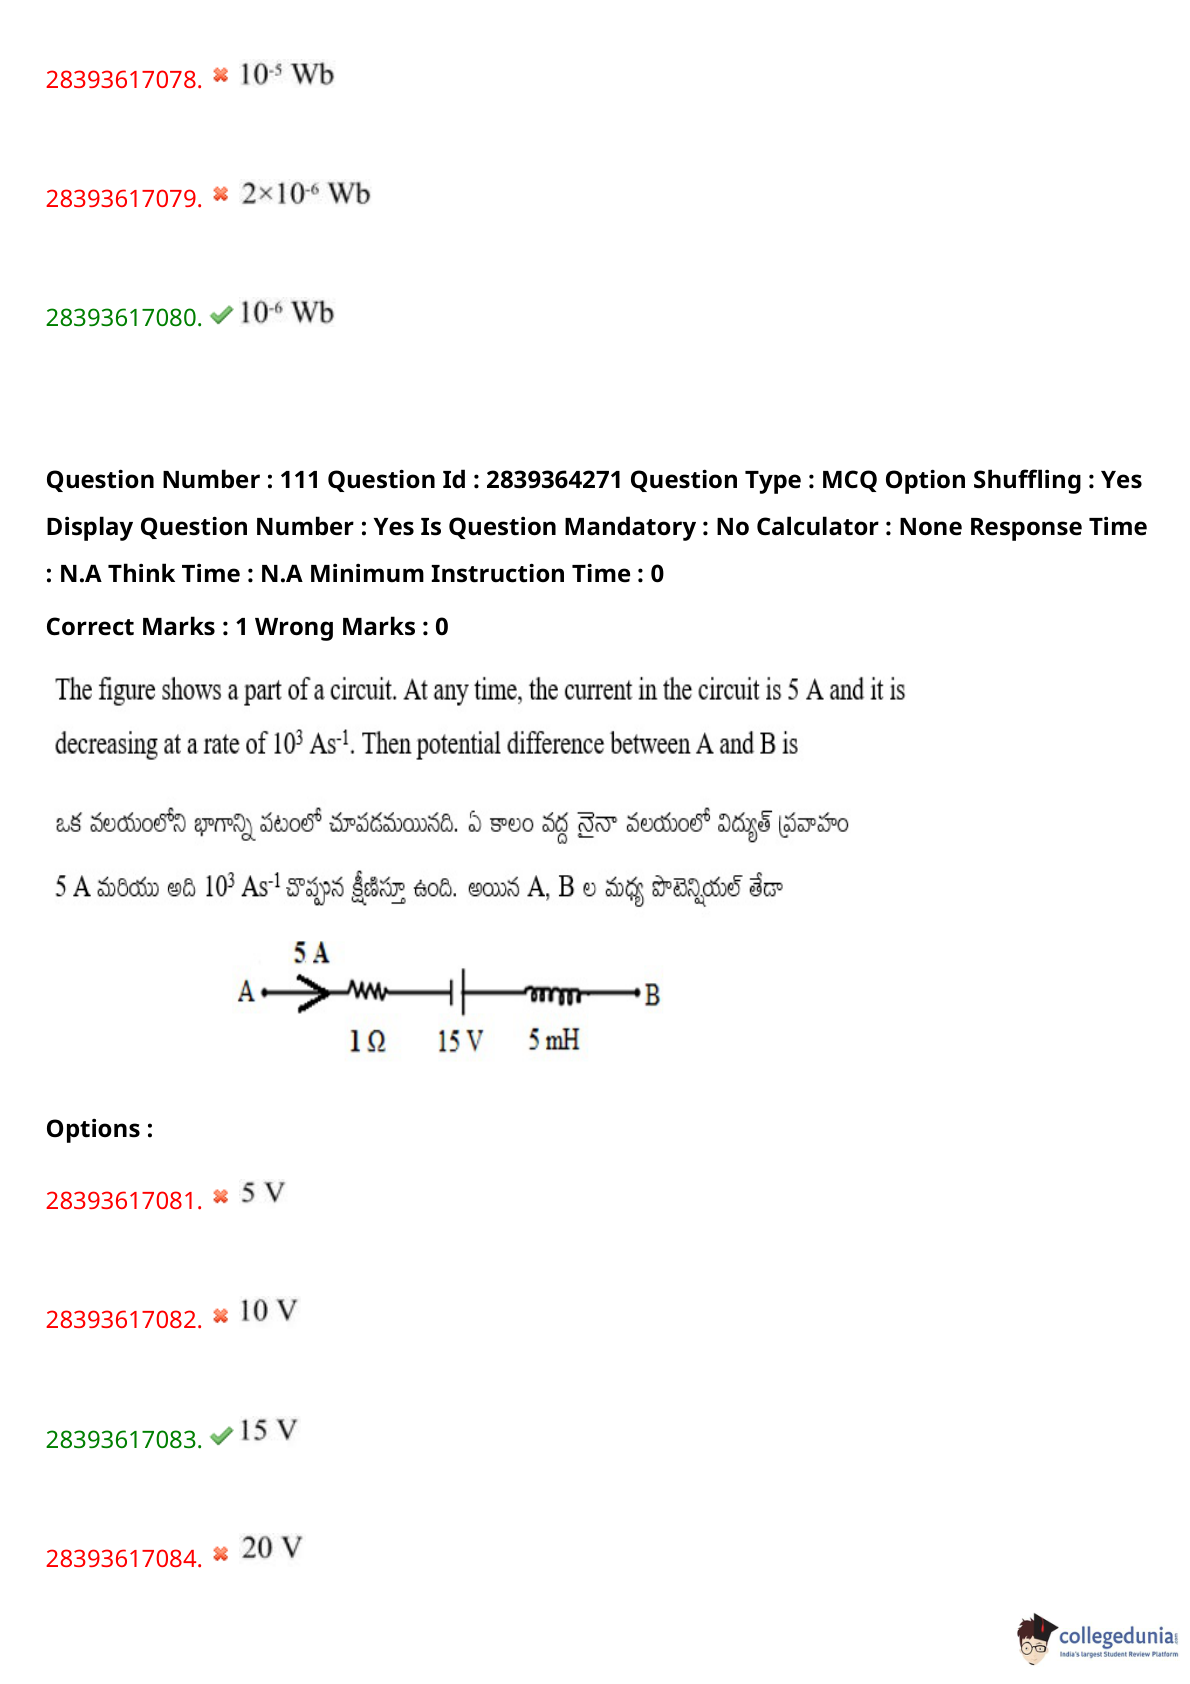 28393617078. 10-5 Wb
28393617079. 2×10-6 Wb
28393617080. 10-6 Wb
Question Number : 111 Question Id : 2839364271 Question Type : MCQ Option Shuffling : Yes
Display Question Number : Yes Is Question Mandatory : No Calculator : None Response Time
: N.A Think Time : N.A Minimum Instruction Time : 0
Correct Marks : 1 Wrong Marks : 0
The figure shows a part of a circuit. At any time, the current in the circuit is 5 A and it is
decreasing at a rate of 10³ As-1. Then potential difference between A and B is
ఒక వలయంలోని భాగాన్ని పటంలో చూపడమయినది. ఏ కాలం వద్ద నైనా వలయంలో విద్యుత్ ప్రవాహం
5 A మరియు అది 10³ As-1 చొప్పున క్షీణిస్తూ ఉంది. అయిన A, B ల మధ్య పొటెన్షియల్ తేడా
5 A
A B
1 Ω 15 V 5 mH
Options :
28393617081. 5 V
28393617082. 10 V
28393617083. 15 V
28393617084. 20 V
collegedunia.com
India's largest Student Review Platform